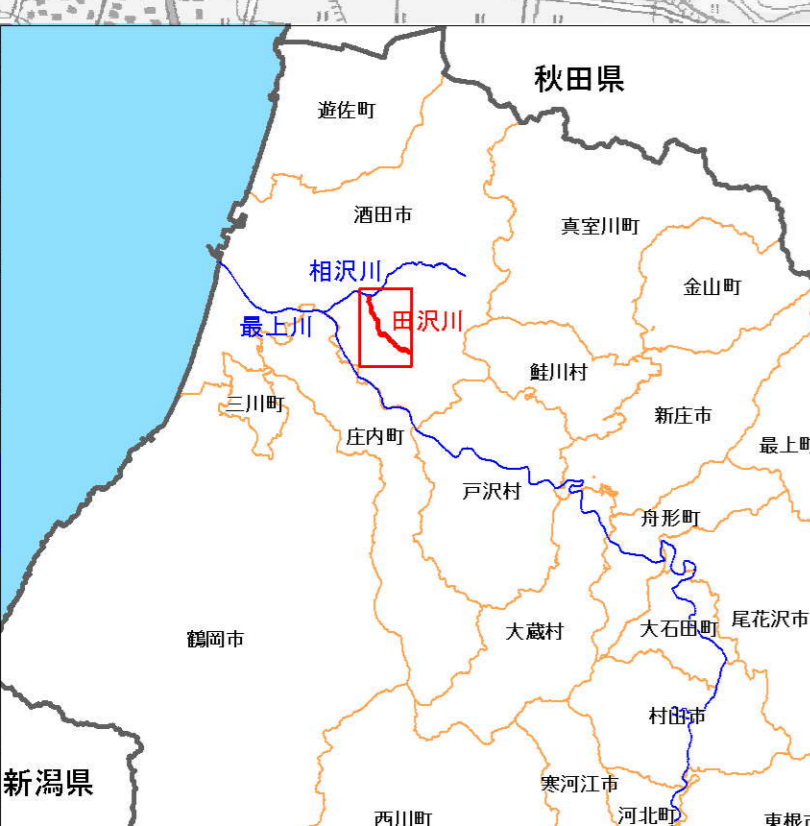 秋田県
遊佐町
酒田市
真室川町
相沢川
金山町
最上川
田沢川
鮭川村
三川町
新庄市
庄内町
最上町
戸沢村
舟形町
尾花沢市
大蔵村
大石田町
鶴岡市
村山市
新潟県
寒河江市
河北町
西川町
東根市